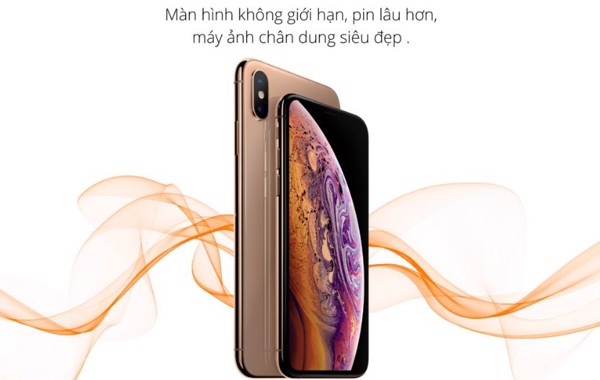 Màn hình không giới hạn, pin lâu hơn,
máy ảnh chân dung siêu đẹp .